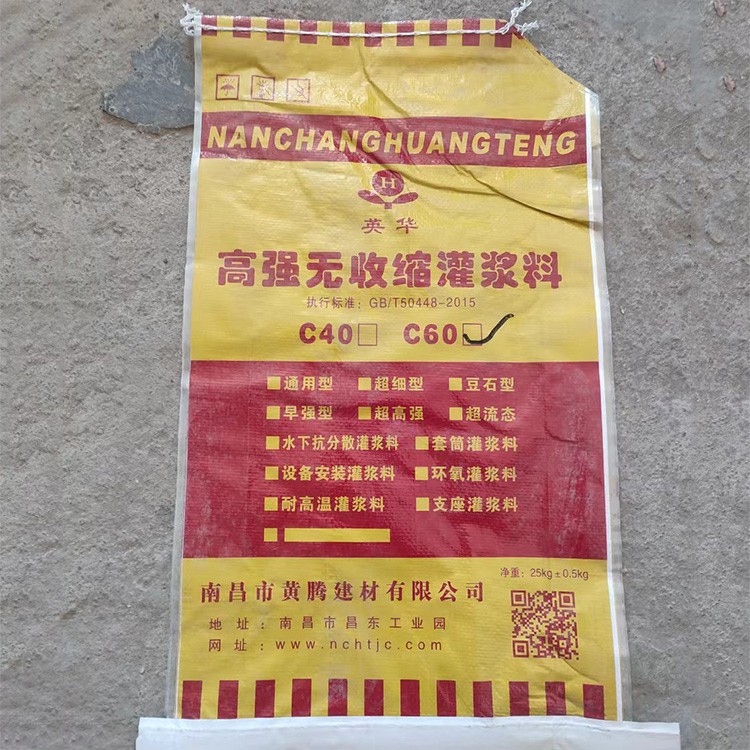 NANCHANGHUANGTENG
H
英华
高强无收缩灌浆料
执行标准：GB/T50448-2015
C40□ C60□✓
■通用型 ■超细型 ■豆石型
■早强型 ■超高强 ■超流态
■水下抗分散灌浆料 ■套筒灌浆料
■设备安装灌浆料 ■环氧灌浆料
■耐高温灌浆料 ■支座灌浆料
净重：25kg±0.5kg
南昌市黄腾建材有限公司
地址：南昌市昌东工业园
网址：www.nchtjc.com